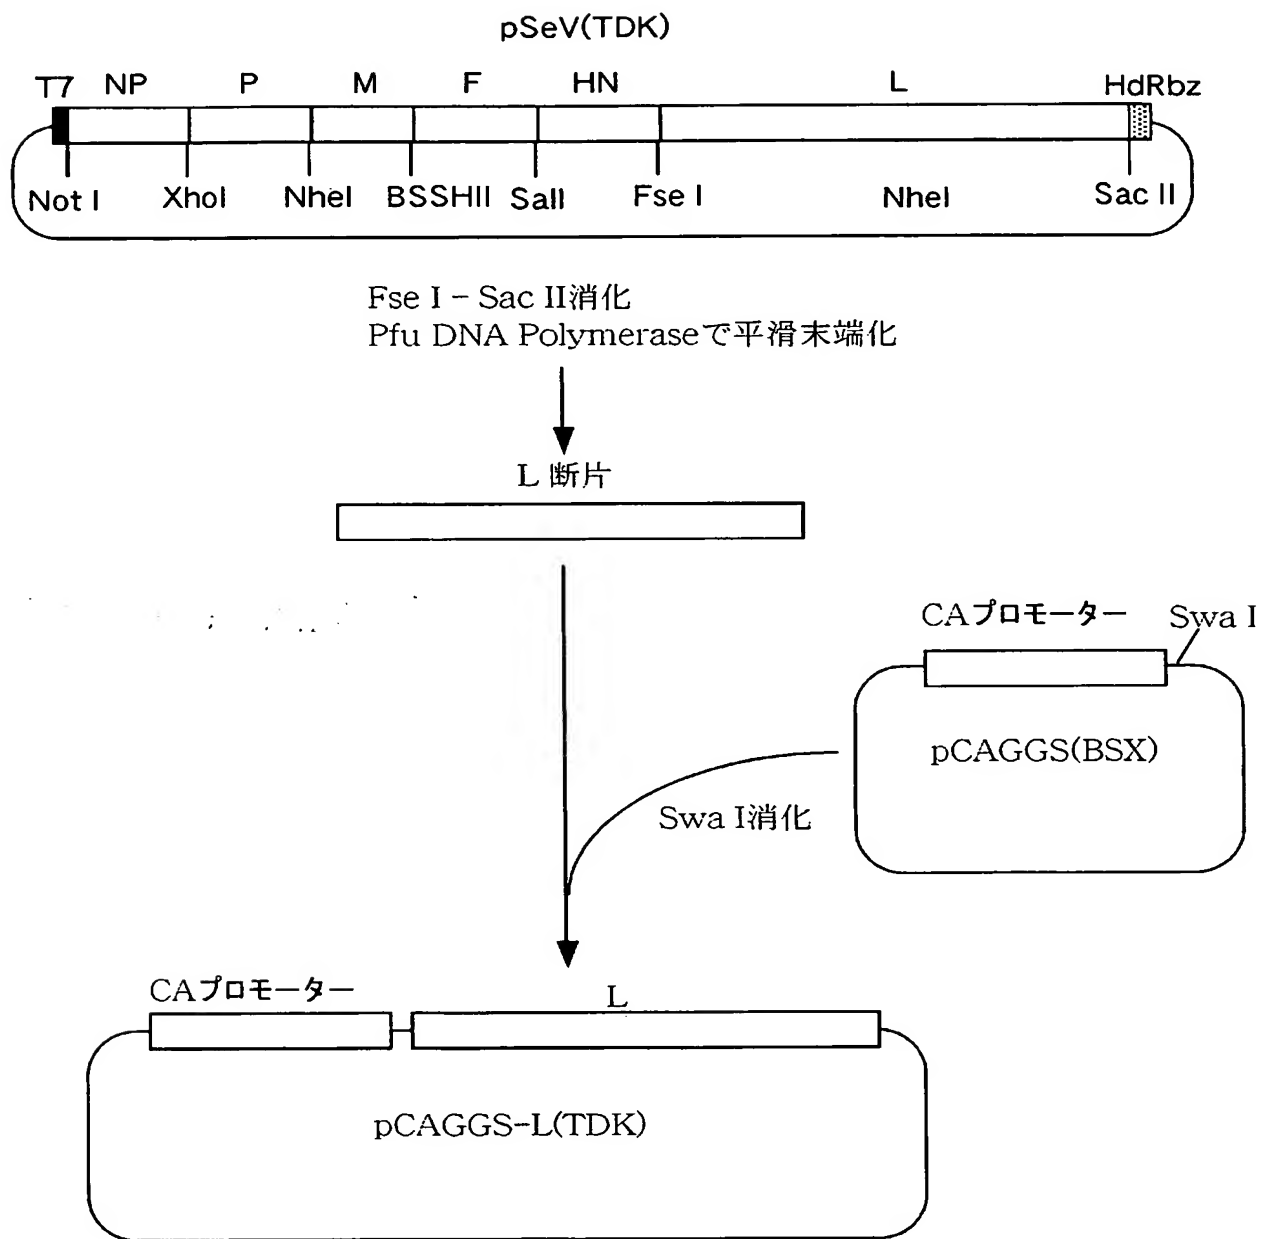 pSeV(TDK)
T7 NP P M F HN L HdRbz
Not I XhoI NheI BSSHII SalI Fse I NheI Sac II
Fse I – Sac II消化
Pfu DNA Polymeraseで平滑末端化
L 断片
CAプロモーター Swa I
pCAGGS(BSX)
Swa I消化
CAプロモーター L
pCAGGS-L(TDK)